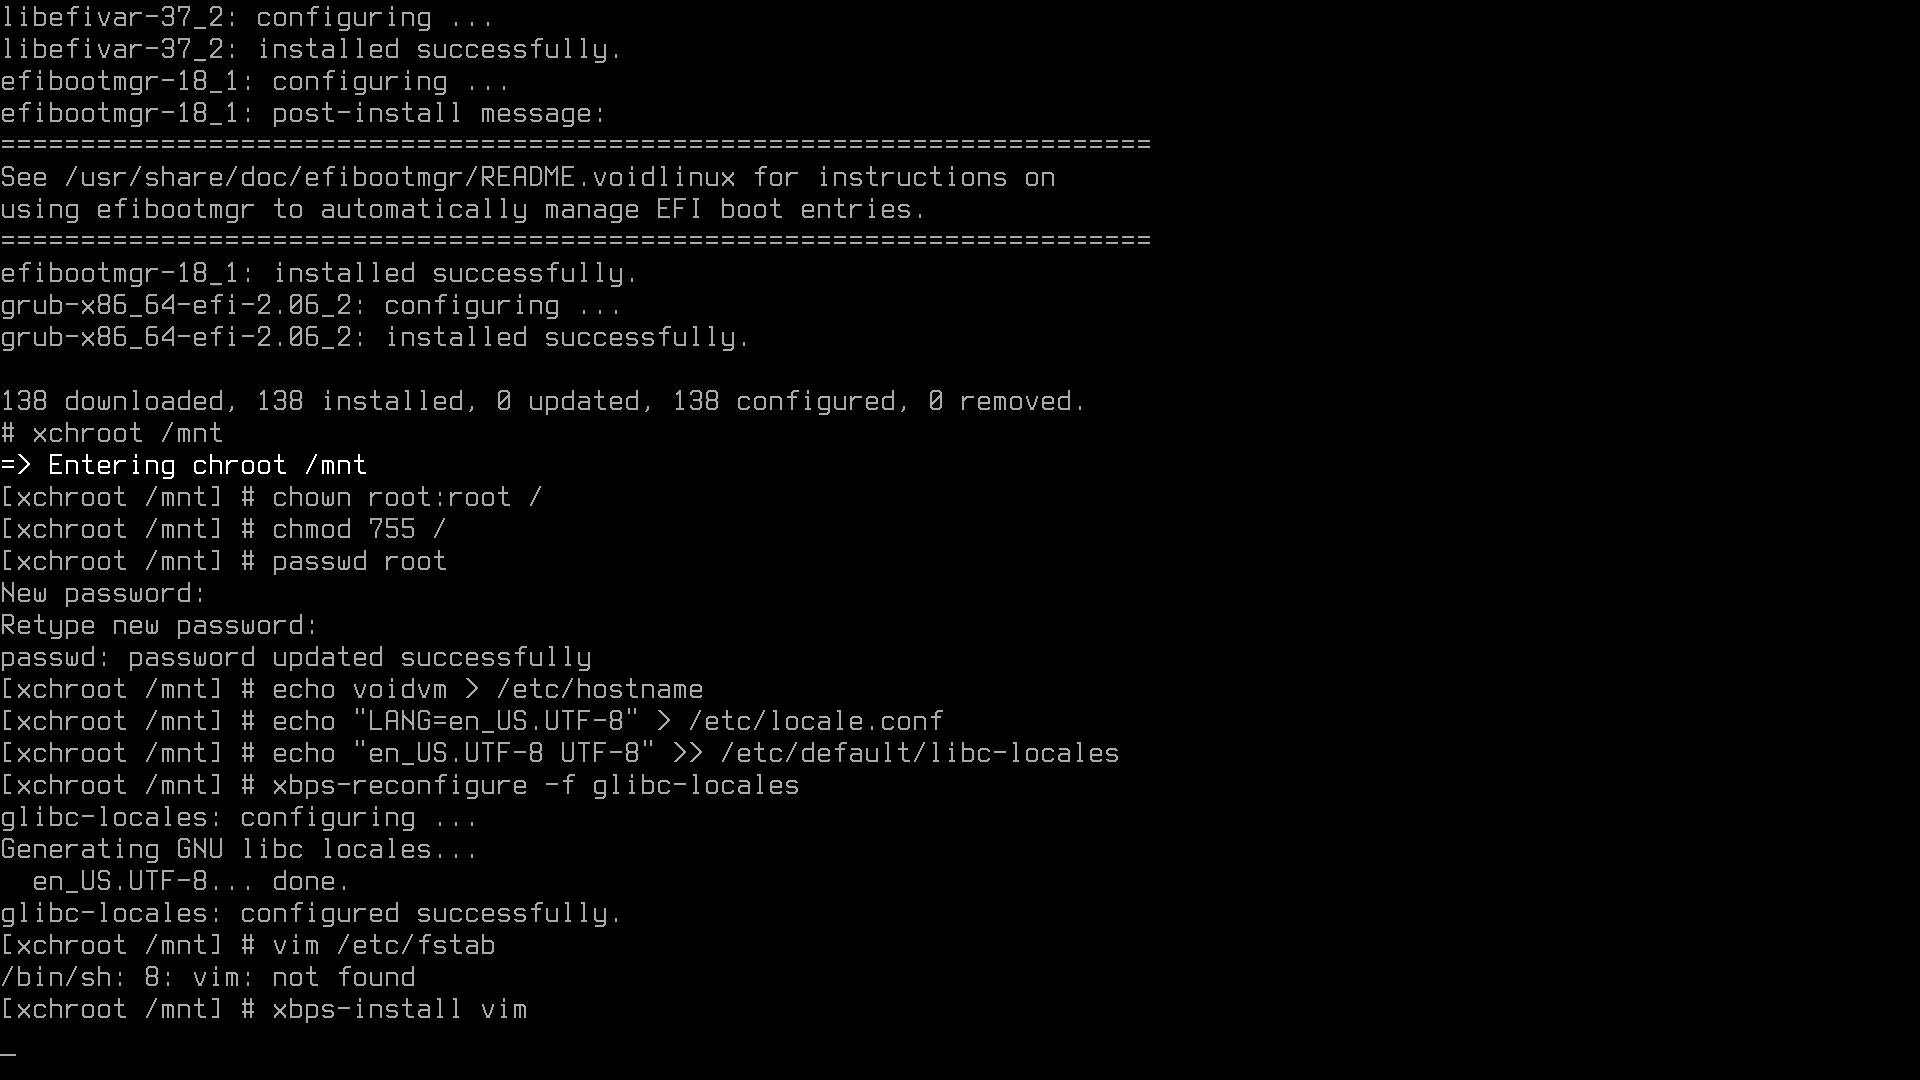 libefivar-37_2: configuring ...
libefivar-37_2: installed successfully.
efibootmgr-18_1: configuring ...
efibootmgr-18_1: post-install message:
========================================================================
See /usr/share/doc/efibootmgr/README.voidlinux for instructions on
using efibootmgr to automatically manage EFI boot entries.
========================================================================
efibootmgr-18_1: installed successfully.
grub-x86_64-efi-2.06_2: configuring ...
grub-x86_64-efi-2.06_2: installed successfully.

138 downloaded, 138 installed, 0 updated, 138 configured, 0 removed.
# xchroot /mnt
=> Entering chroot /mnt
[xchroot /mnt] # chown root:root /
[xchroot /mnt] # chmod 755 /
[xchroot /mnt] # passwd root
New password:
Retype new password:
passwd: password updated successfully
[xchroot /mnt] # echo voidvm > /etc/hostname
[xchroot /mnt] # echo "LANG=en_US.UTF-8" > /etc/locale.conf
[xchroot /mnt] # echo "en_US.UTF-8 UTF-8" >> /etc/default/libc-locales
[xchroot /mnt] # xbps-reconfigure -f glibc-locales
glibc-locales: configuring ...
Generating GNU libc locales...
  en_US.UTF-8... done.
glibc-locales: configured successfully.
[xchroot /mnt] # vim /etc/fstab
/bin/sh: 8: vim: not found
[xchroot /mnt] # xbps-install vim
_